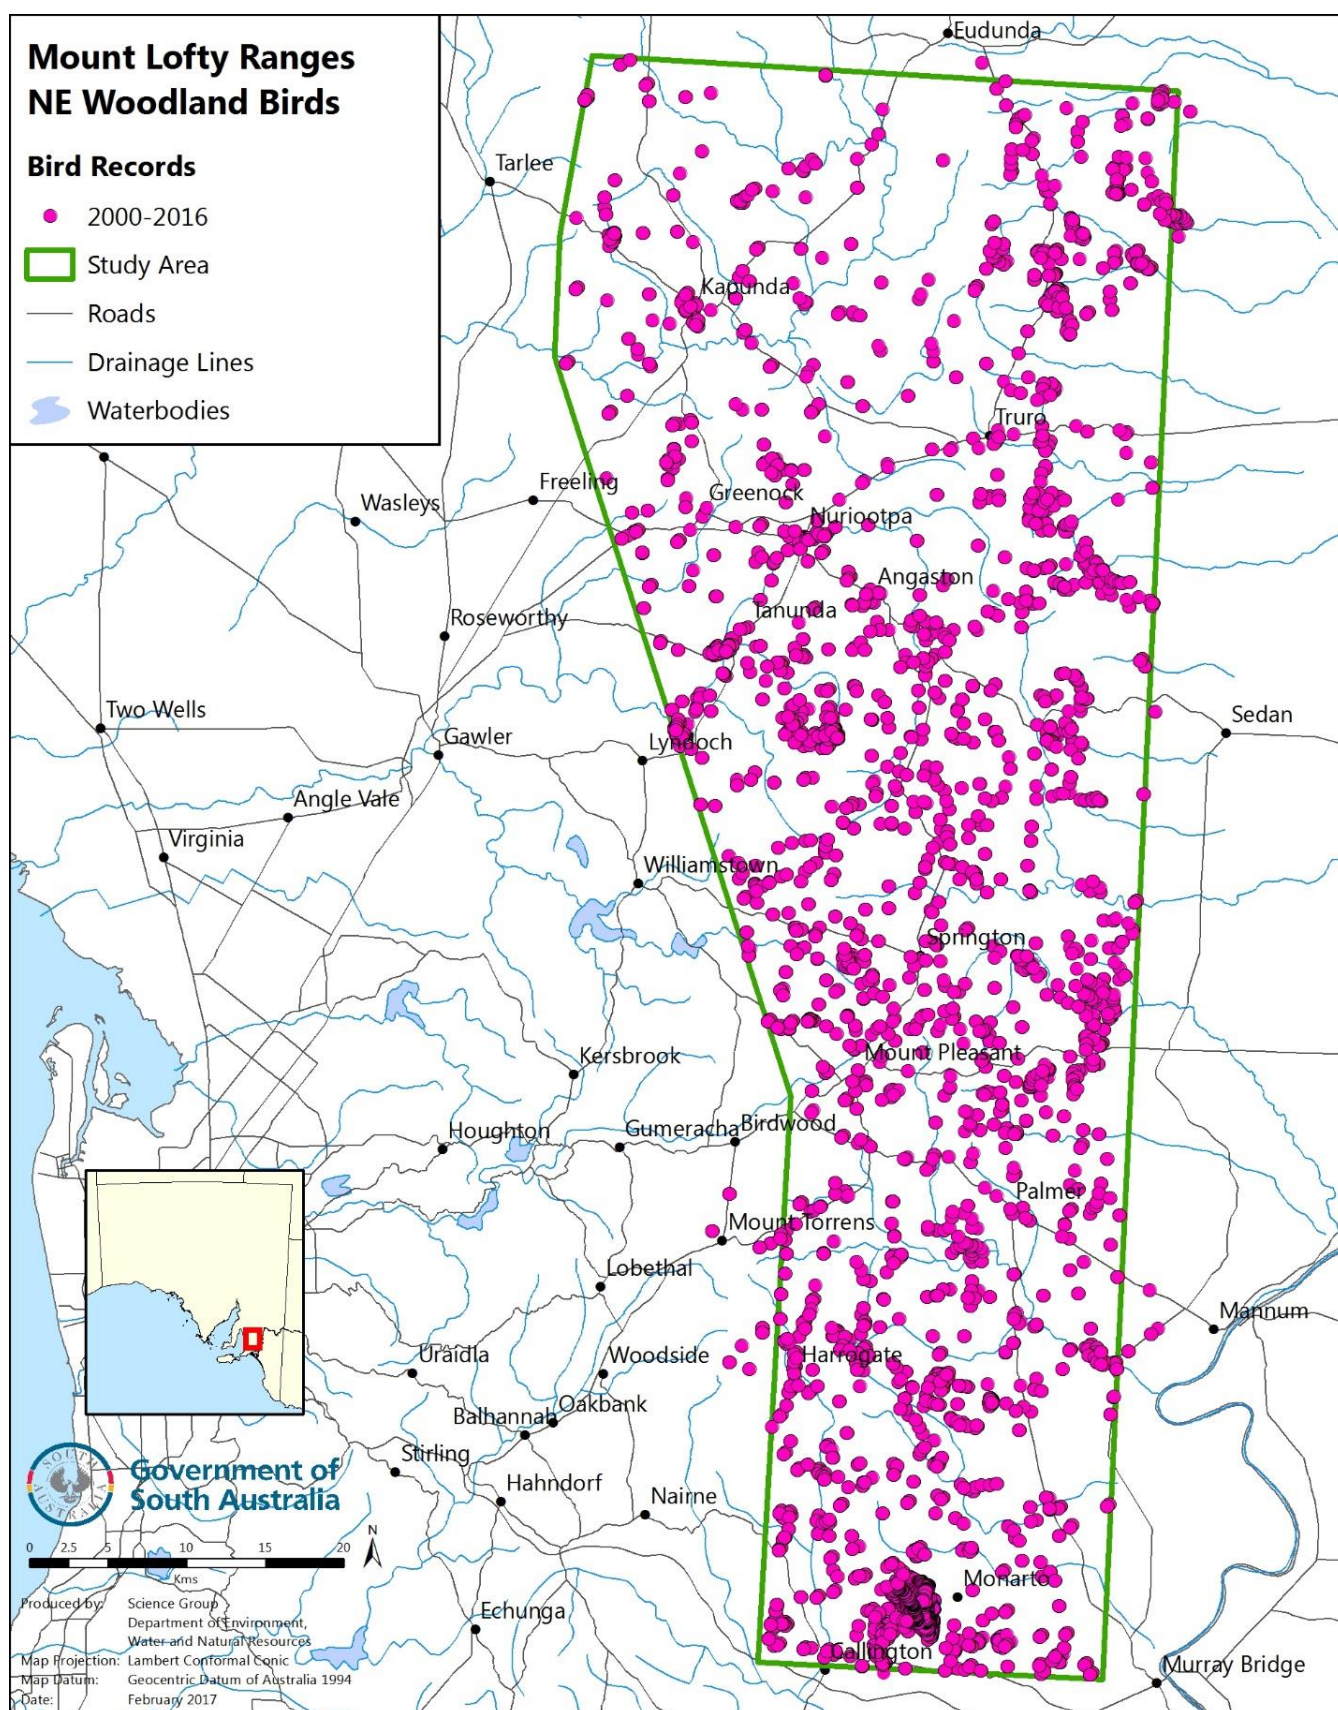 Mount Lofty Ranges
NE Woodland Birds
Bird Records
2000-2016
Study Area
Roads
Drainage Lines
Waterbodies
Eudunda
Tarlee
Kapunda
Truro
Freeling
Greenock
Wasleys
Nuriootpa
Angaston
Tanunda
Roseworthy
Two Wells
Sedan
Gawler
Lyndoch
Angle Vale
Virginia
Williamstown
Springton
Mount Pleasant
Kersbrook
Houghton
Gumeracha
Birdwood
Palmer
Mount Torrens
Lobethal
Mannum
Uraidla
Woodside
Harrogate
Oakbank
Balhannah
Stirling
Hahndorf
Nairne
Monarto
Echunga
Callington
Murray Bridge
SOUTH
AUSTRALIA
Government of
South Australia
N
0 2.5 5 10 15 20
Kms
Produced by: Science Group
Department of Environment,
Water and Natural Resources
Map Projection: Lambert Conformal Conic
Map Datum: Geocentric Datum of Australia 1994
Date: February 2017